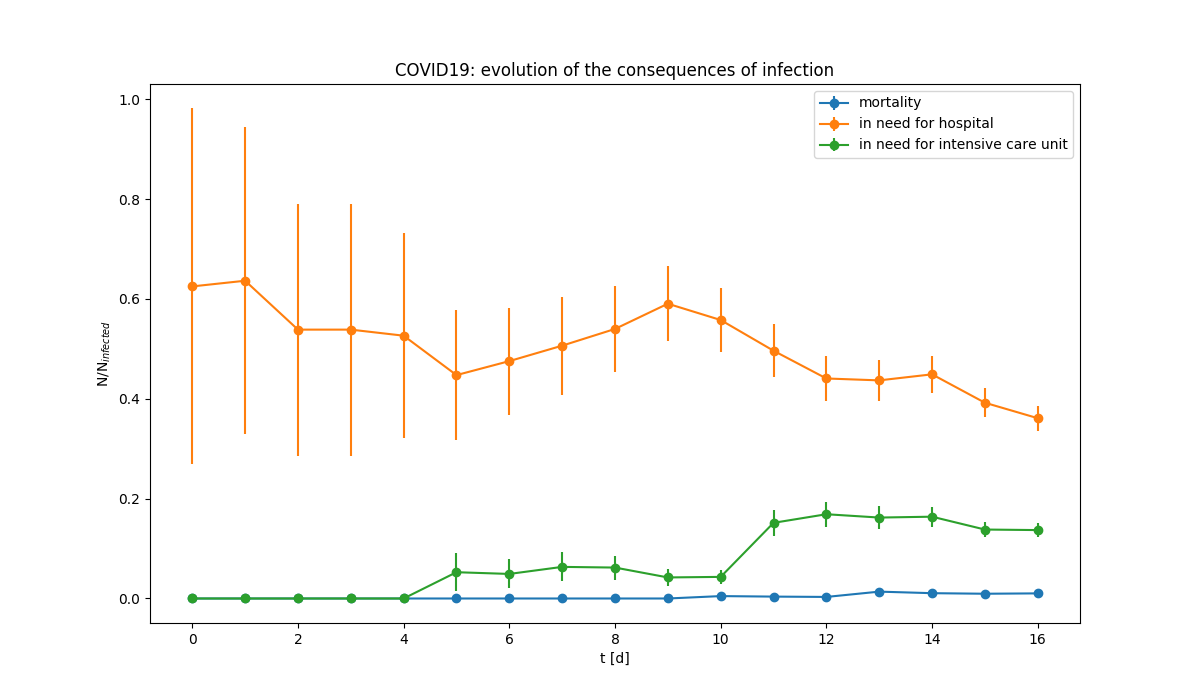 COVID19: evolution of the consequences of infection
mortality
in need for hospital
in need for intensive care unit
1.0
0.8
0.6
0.4
0.2
0.0
N/N_infected
0 2 4 6 8 10 12 14 16
t [d]